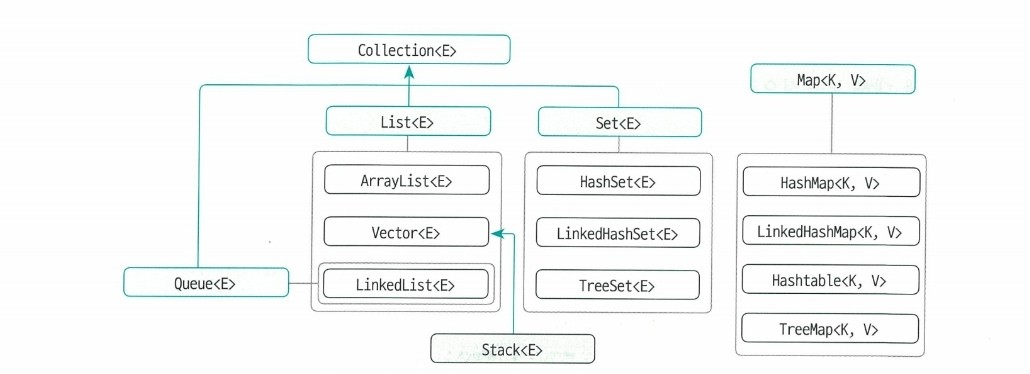 Collection<E>
Map<K, V>
List<E>
Set<E>
ArrayList<E>
HashSet<E>
HashMap<K, V>
Vector<E>
LinkedHashSet<E>
LinkedHashMap<K, V>
Queue<E>
LinkedList<E>
TreeSet<E>
Hashtable<K, V>
Stack<E>
TreeMap<K, V>